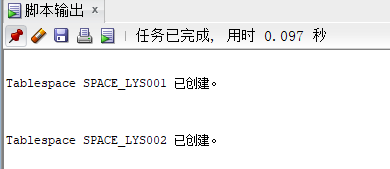 脚本输出 x
任务已完成, 用时 0.097 秒
Tablespace SPACE_LYS001 已创建。
Tablespace SPACE_LYS002 已创建。